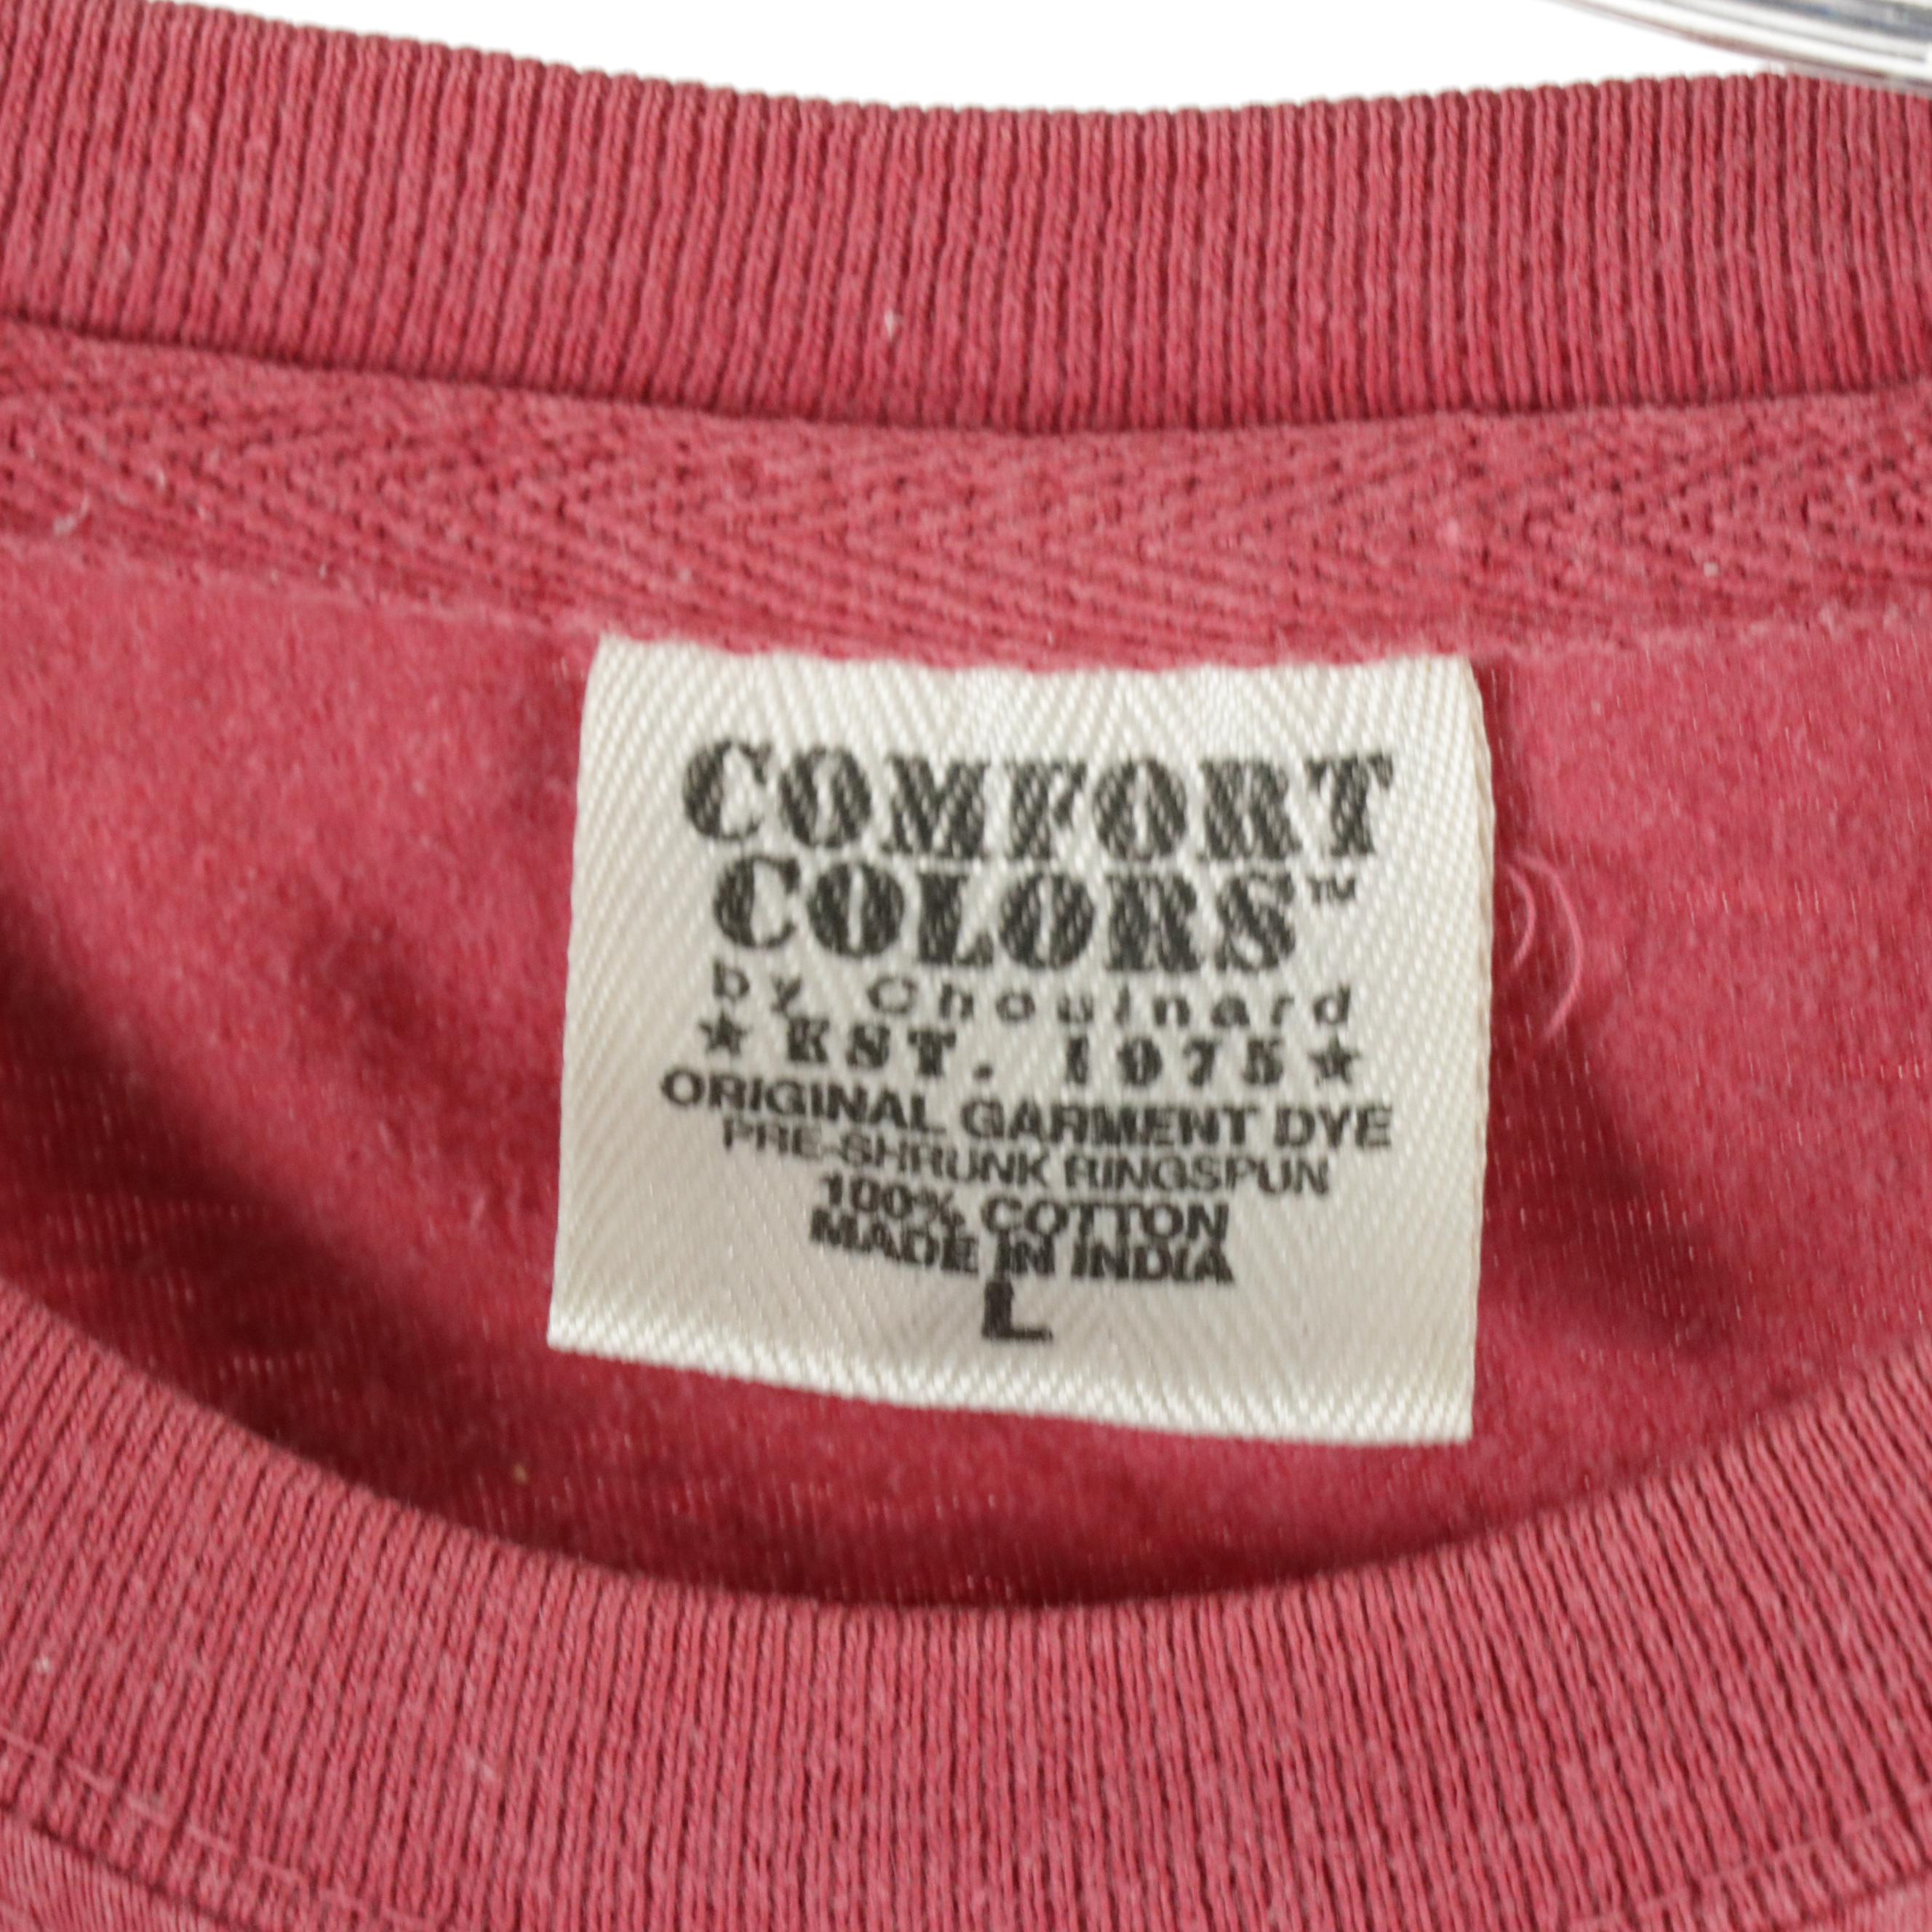 COMFORT
COLORS™
by Chouinard
★ EST. 1975 ★
ORIGINAL GARMENT DYE
PRE-SHRUNK RINGSPUN
100% COTTON
MADE IN INDIA
L